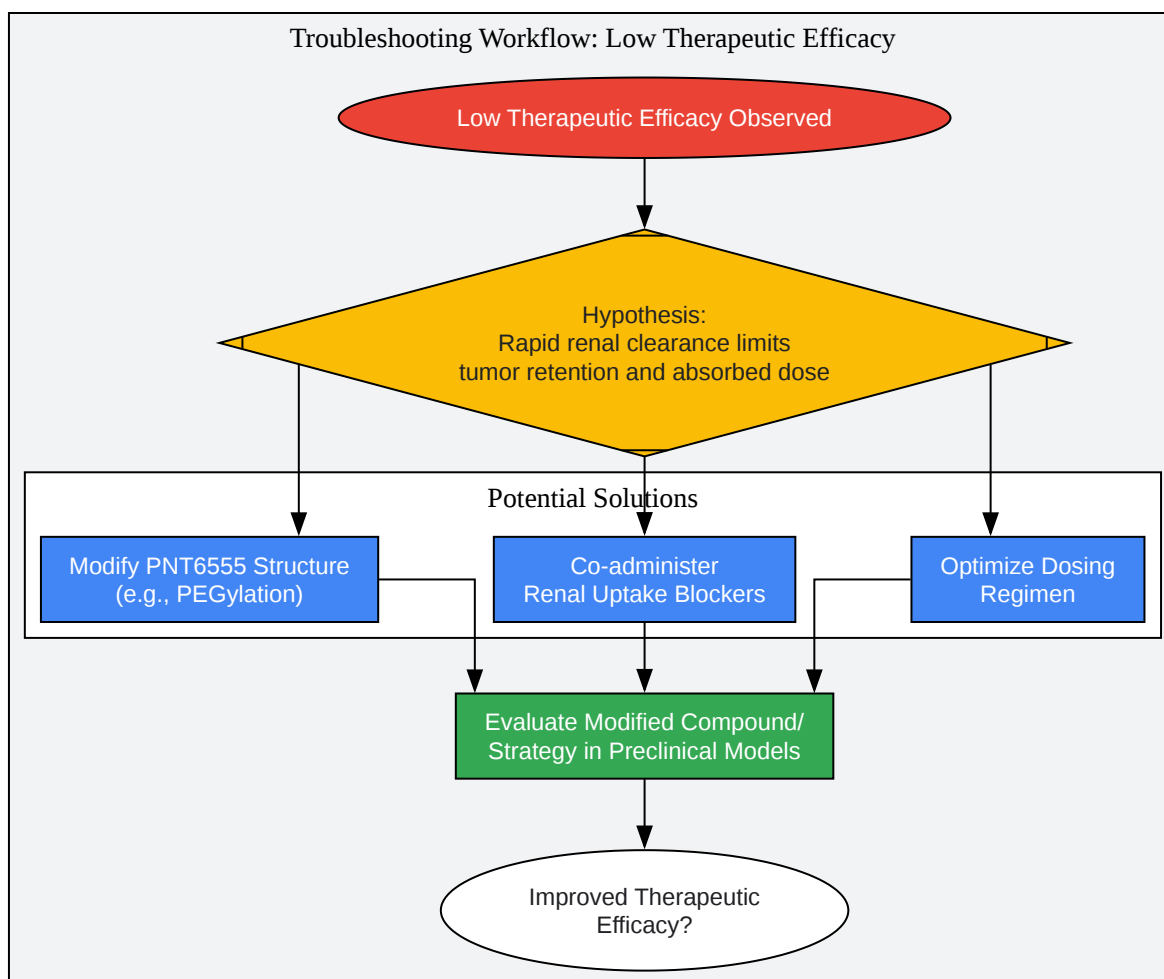 Troubleshooting Workflow: Low Therapeutic Efficacy
Low Therapeutic Efficacy Observed
Hypothesis:
Rapid renal clearance limits
tumor retention and absorbed dose
Potential Solutions
Modify PNT6555 Structure
(e.g., PEGylation)
Co-administer
Renal Uptake Blockers
Optimize Dosing
Regimen
Evaluate Modified Compound/
Strategy in Preclinical Models
Improved Therapeutic
Efficacy?